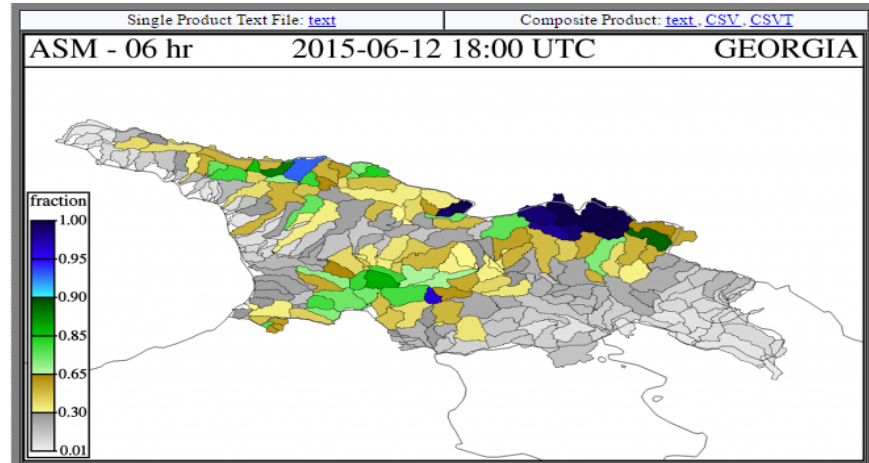 Single Product Text File: text
Composite Product: text , CSV , CSVT
ASM - 06 hr 2015-06-12 18:00 UTC GEORGIA
fraction
1.00
0.95
0.90
0.85
0.65
0.30
0.01